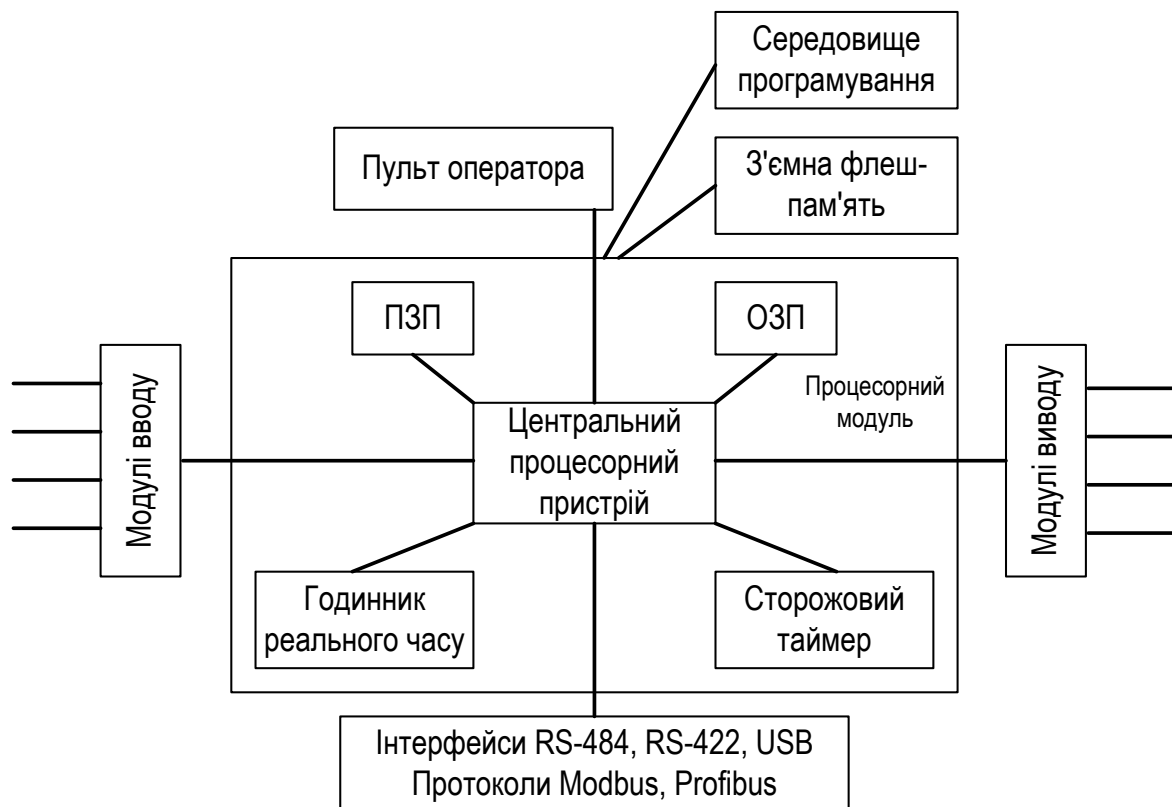 Середовище
програмування
Пульт оператора
З'ємна флеш-
пам'ять
ПЗП
ОЗП
Процесорний
модуль
Модулі вводу
Центральний
процесорний
пристрій
Модулі виводу
Годинник
реального часу
Сторожовий
таймер
Інтерфейси RS-484, RS-422, USB
Протоколи Modbus, Profibus